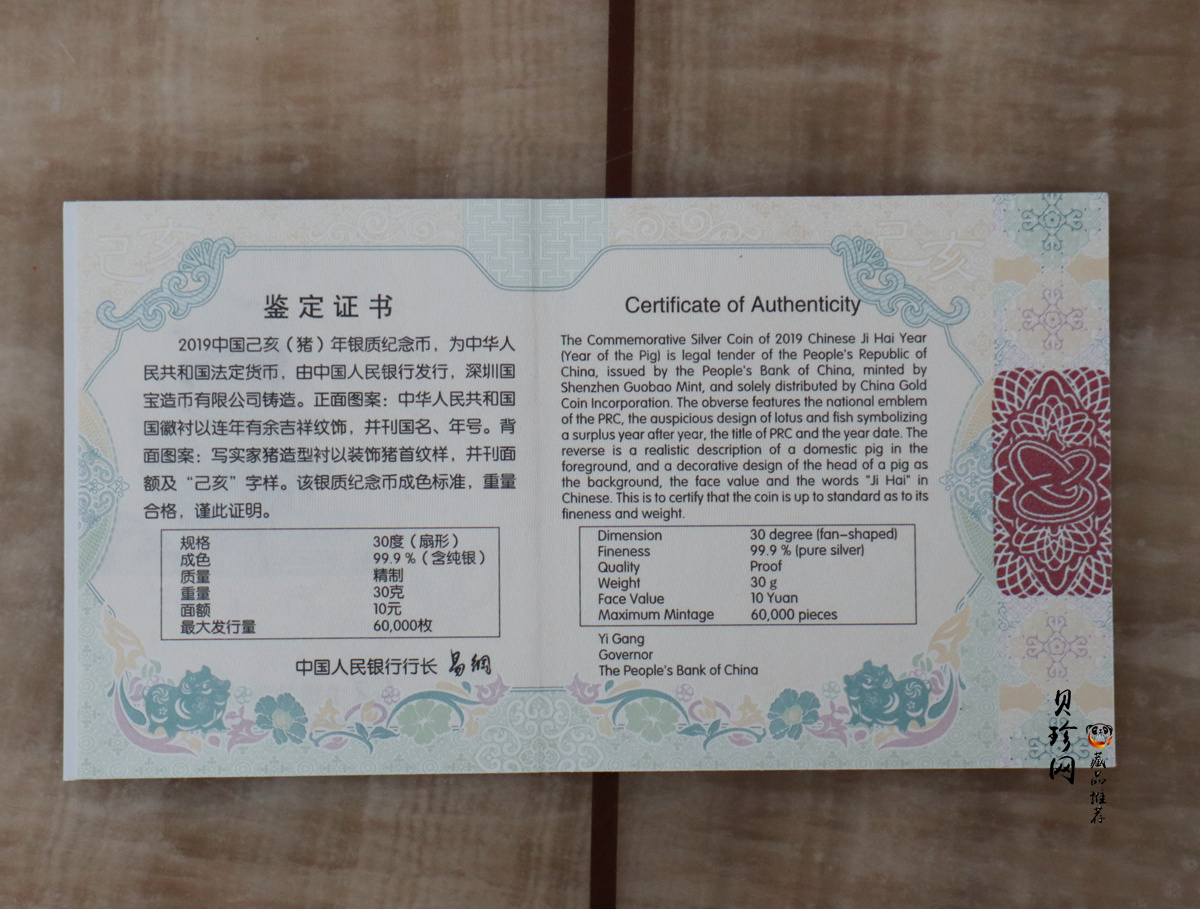 己亥
己亥
鉴定证书
2019中国己亥（猪）年银质纪念币，为中华人
民共和国法定货币，由中国人民银行发行，深圳国
宝造币有限公司铸造。正面图案：中华人民共和国
国徽衬以连年有余吉祥纹饰，并刊国名、年号。背
面图案：写实家猪造型衬以装饰猪首纹样，并刊面
额及“己亥”字样。该银质纪念币成色标准，重量
合格，谨此证明。
规格 30度（扇形）
成色 99.9％（含纯银）
质量 精制
重量 30克
面额 10元
最大发行量 60,000枚
中国人民银行行长 易纲
Certificate of Authenticity
The Commemorative Silver Coin of 2019 Chinese Ji Hai Year
(Year of the Pig) is legal tender of the People's Republic of
China, issued by the People's Bank of China, minted by
Shenzhen Guobao Mint, and solely distributed by China Gold
Coin Incorporation. The obverse features the national emblem
of the PRC, the auspicious design of lotus and fish symbolizing
a surplus year after year, the title of PRC and the year date. The
reverse is a realistic description of a domestic pig in the
foreground, and a decorative design of the head of a pig as
the background, the face value and the words "Ji Hai" in
Chinese. This is to certify that the coin is up to standard as to its
fineness and weight.
Dimension 30 degree (fan-shaped)
Fineness 99.9 % (pure silver)
Quality Proof
Weight 30 g
Face Value 10 Yuan
Maximum Mintage 60,000 pieces
Yi Gang
Governor
The People's Bank of China
贝珍网
藏品推荐